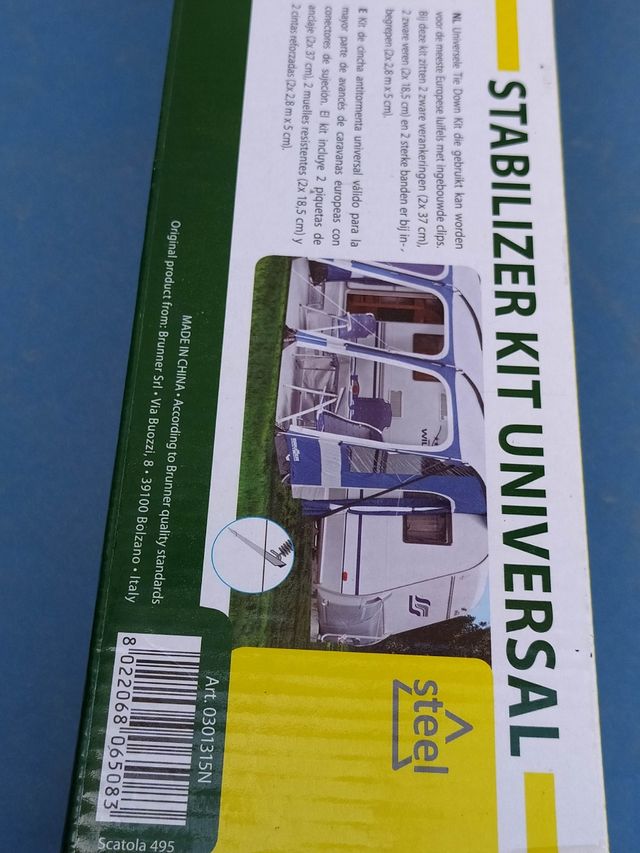 STABILIZER KIT UNIVERSAL
NL Universele Tie Down Kit die gebruikt kan worden
voor de meeste Europese luifels met ingebouwde clips.
Bij deze kit zitten 2 zware verankeringen (2x 37 cm),
2 zware veren (2x 18,5 cm) en 2 sterke banden er bij in-,
begrepen (2x 2,8 m x 5 cm).
E Kit de cincha antitormenta universal válido para la
mayor parte de avancés de caravanas europeas con
conectores de sujeción. El kit incluye 2 piquetas de
anclaje (2x 37 cm), 2 muelles resistentes (2x 18,5 cm) y
2 cintas reforzadas (2x 2,8 m x 5 cm).
steel
MADE IN CHINA • According to Brunner quality standards
Original product from: Brunner Srl • Via Buozzi, 8 • 39100 Bolzano • Italy
Art. 0301315N
8 022068 065083
Scatola 495